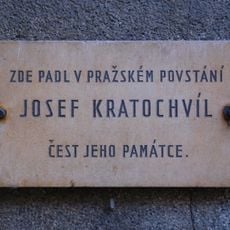 ZDE PADL V PRAŽSKÉM POVSTÁNÍ
JOSEF KRATOCHVÍL
ČEST JEHO PAMÁTCE.